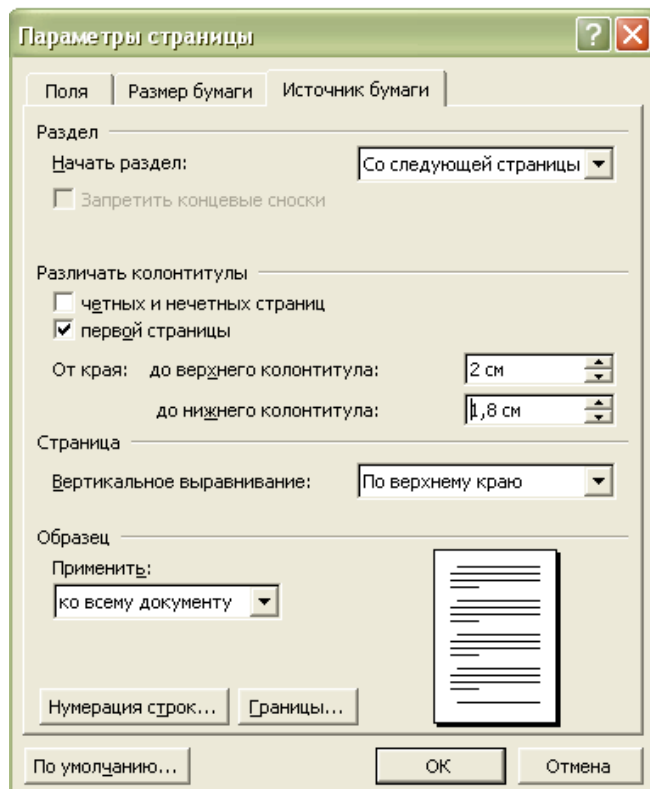 Параметры страницы
Поля Размер бумаги Источник бумаги
Раздел
Начать раздел: Со следующей страницы
Запретить концевые сноски
Различать колонтитулы
четных и нечетных страниц
первой страницы
От края: до верхнего колонтитула: 2 см
до нижнего колонтитула: 1,8 см
Страница
Вертикальное выравнивание: По верхнему краю
Образец
Применить:
ко всему документу
Нумерация строк... Границы...
По умолчанию... ОК Отмена